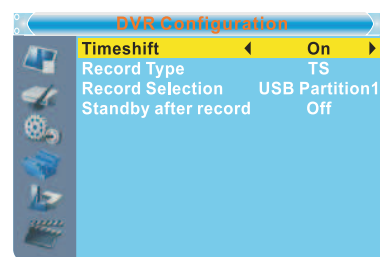 DVR Configuration
Timeshift On
Record Type TS
Record Selection USB Partition1
Standby after record Off